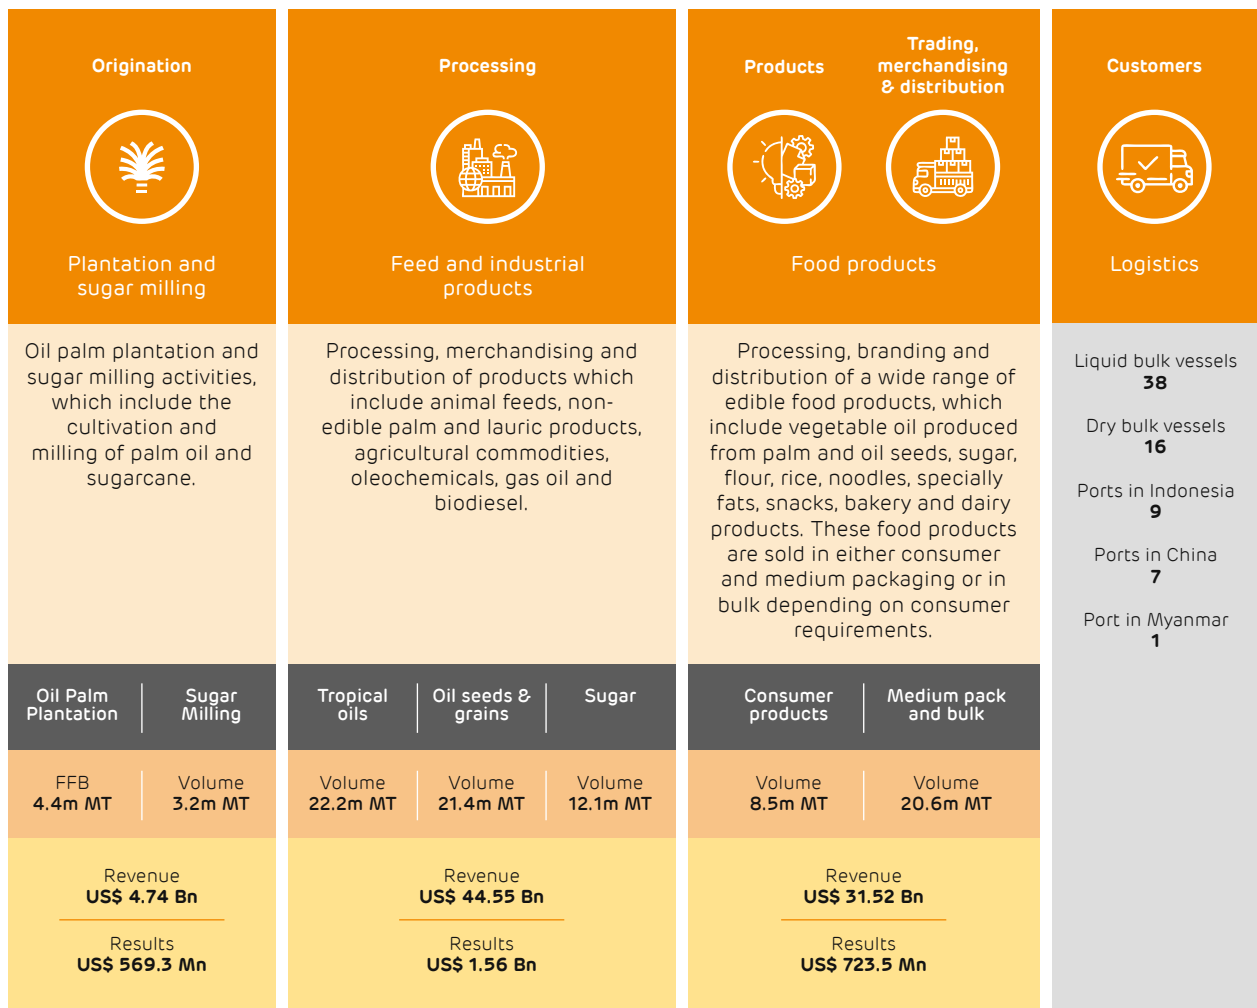 Origination
Plantation and
sugar milling
Oil palm plantation and
sugar milling activities,
which include the
cultivation and
milling of palm oil and
sugarcane.
Oil Palm
Plantation
Sugar
Milling
FFB
4.4m MT
Volume
3.2m MT
Revenue
US$ 4.74 Bn
Results
US$ 569.3 Mn
Processing
Feed and industrial
products
Processing, merchandising and
distribution of products which
include animal feeds, non-
edible palm and lauric products,
agricultural commodities,
oleochemicals, gas oil and
biodiesel.
Tropical
oils
Oil seeds &
grains
Sugar
Volume
22.2m MT
Volume
21.4m MT
Volume
12.1m MT
Revenue
US$ 44.55 Bn
Results
US$ 1.56 Bn
Products
Trading,
merchandising
& distribution
Food products
Processing, branding and
distribution of a wide range of
edible food products, which
include vegetable oil produced
from palm and oil seeds, sugar,
flour, rice, noodles, specially
fats, snacks, bakery and dairy
products. These food products
are sold in either consumer
and medium packaging or in
bulk depending on consumer
requirements.
Consumer
products
Medium pack
and bulk
Volume
8.5m MT
Volume
20.6m MT
Revenue
US$ 31.52 Bn
Results
US$ 723.5 Mn
Customers
Logistics
Liquid bulk vessels
38
Dry bulk vessels
16
Ports in Indonesia
9
Ports in China
7
Port in Myanmar
1